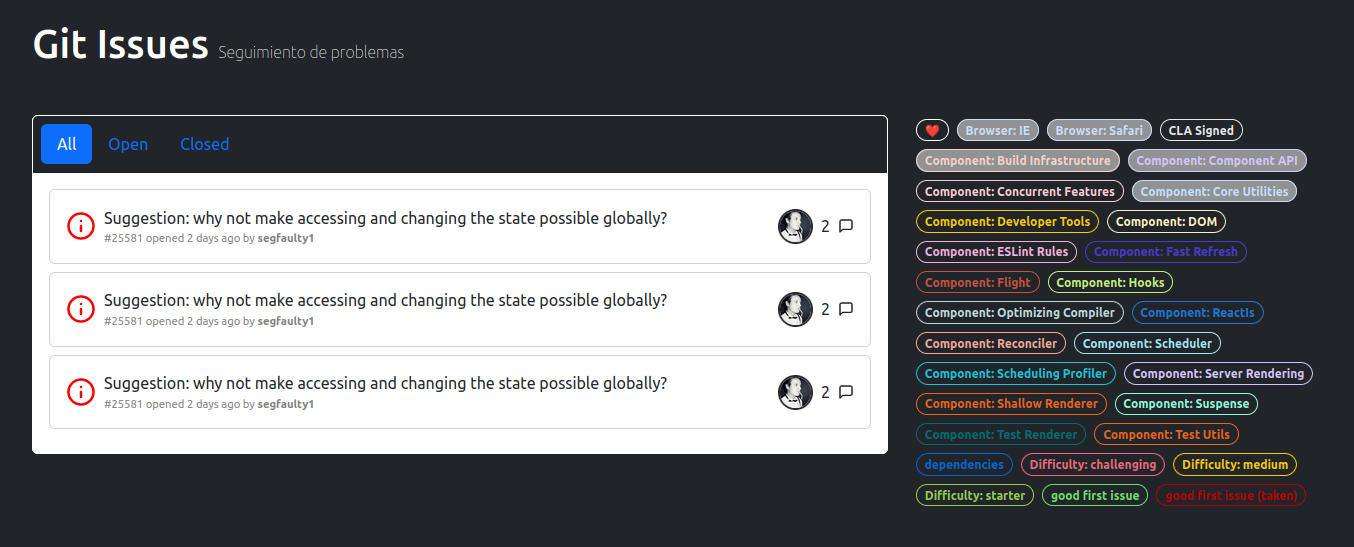 Git Issues Seguimiento de problemas
All Open Closed
Suggestion: why not make accessing and changing the state possible globally?
#25581 opened 2 days ago by segfaulty1
2
Suggestion: why not make accessing and changing the state possible globally?
#25581 opened 2 days ago by segfaulty1
2
Suggestion: why not make accessing and changing the state possible globally?
#25581 opened 2 days ago by segfaulty1
2
❤️ Browser: IE Browser: Safari CLA Signed
Component: Build Infrastructure Component: Component API
Component: Concurrent Features Component: Core Utilities
Component: Developer Tools Component: DOM
Component: ESLint Rules Component: Fast Refresh
Component: Flight Component: Hooks
Component: Optimizing Compiler Component: ReactIs
Component: Reconciler Component: Scheduler
Component: Scheduling Profiler Component: Server Rendering
Component: Shallow Renderer Component: Suspense
Component: Test Renderer Component: Test Utils
dependencies Difficulty: challenging Difficulty: medium
Difficulty: starter good first issue good first issue (taken)